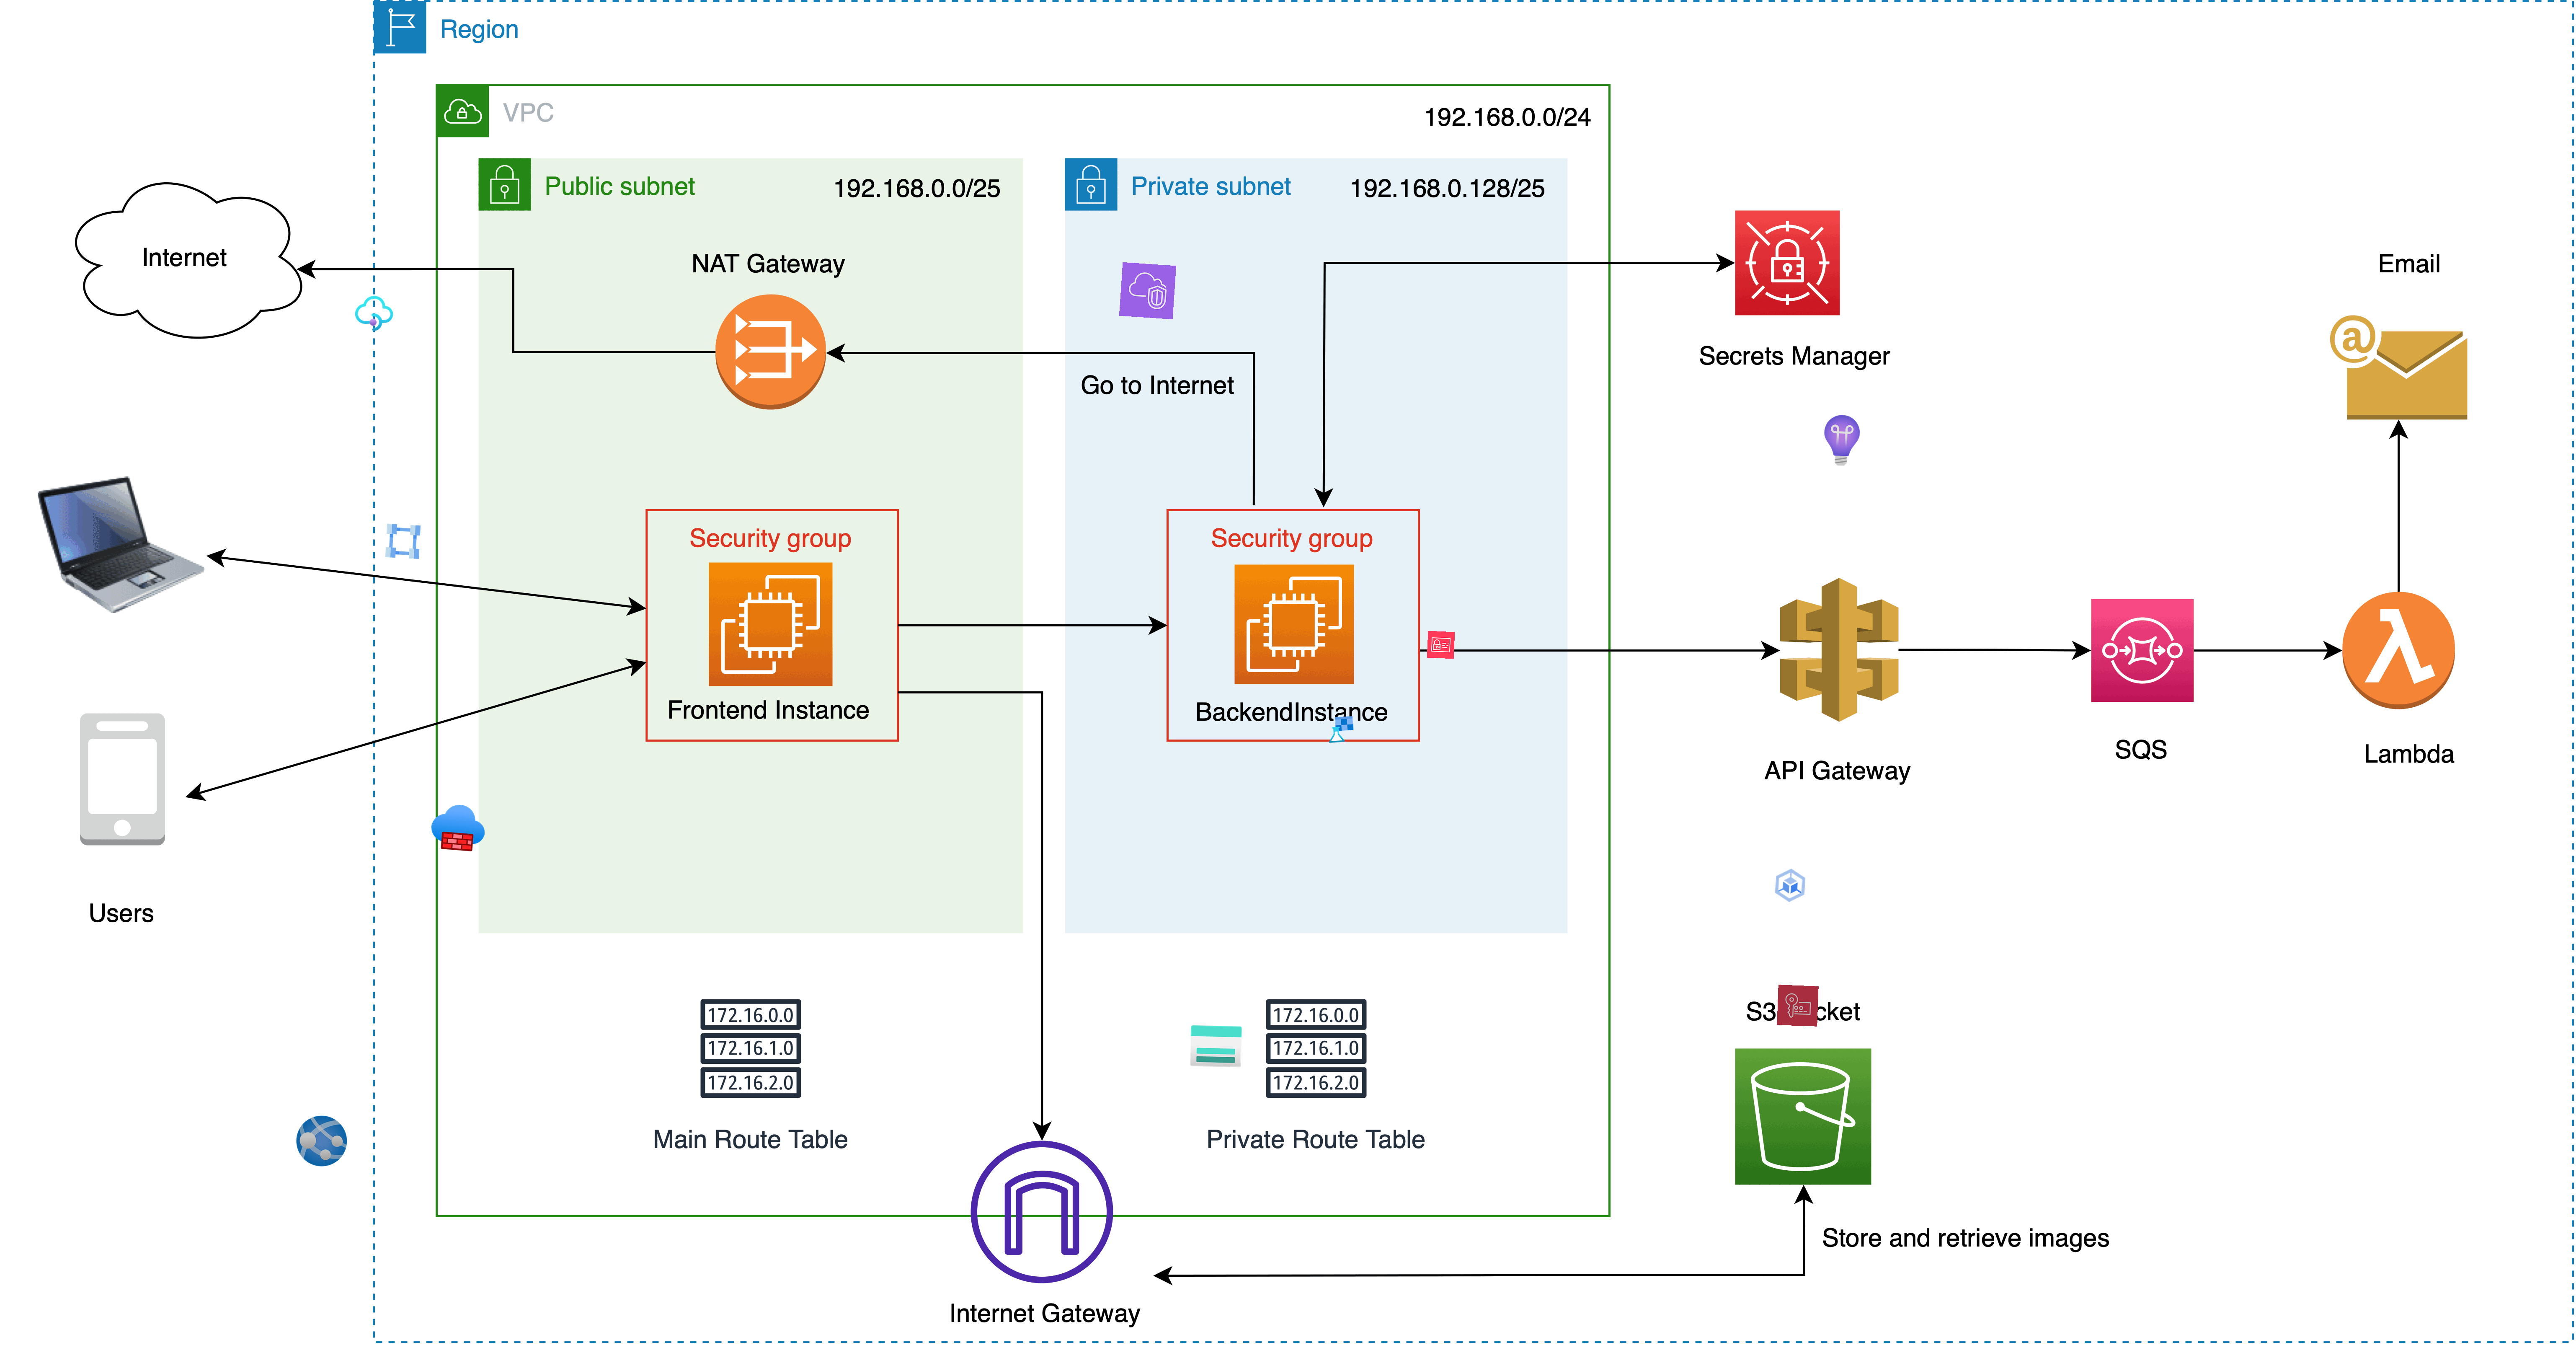 Region
VPC
192.168.0.0/24
Public subnet
192.168.0.0/25
Private subnet
192.168.0.128/25
Internet
NAT Gateway
Go to Internet
Secrets Manager
Email
@
Security group
Frontend Instance
Security group
BackendInstance
API Gateway
SQS
Lambda
Users
172.16.0.0
172.16.1.0
172.16.2.0
Main Route Table
172.16.0.0
172.16.1.0
172.16.2.0
Private Route Table
S3
Store and retrieve images
Internet Gateway